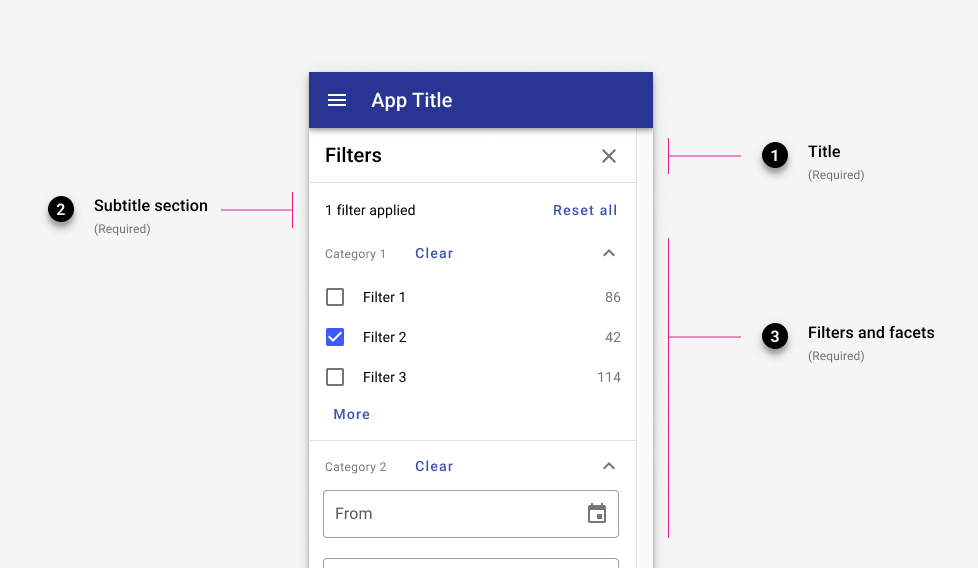 App Title
Filters
1 Title
(Required)
2 Subtitle section
(Required)
1 filter applied Reset all
Category 1 Clear
Filter 1 86
Filter 2 42
Filter 3 114
More
3 Filters and facets
(Required)
Category 2 Clear
From